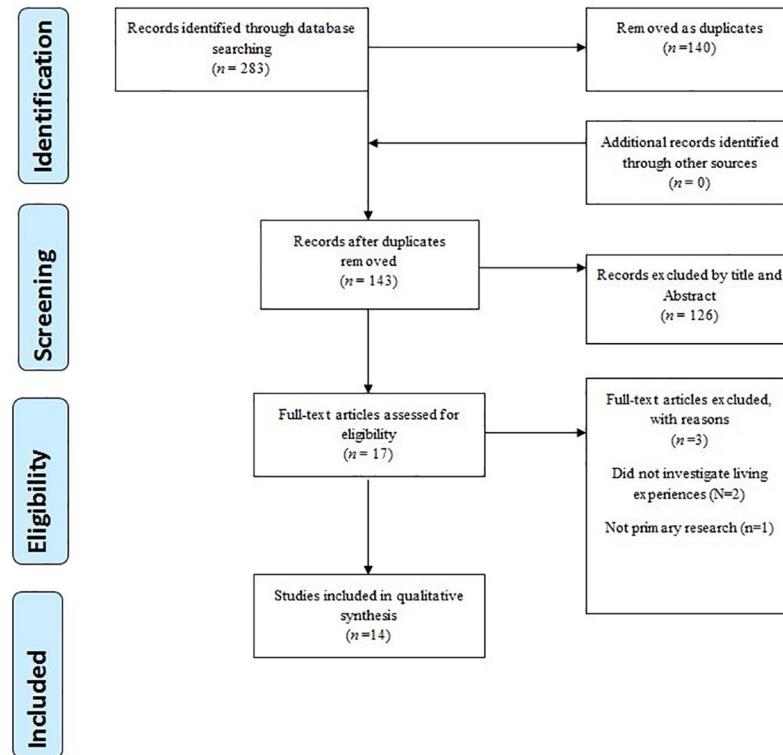 Identification
Records identified through database
searching
(n = 283)
Removed as duplicates
(n =140)
Additional records identified
through other sources
(n = 0)
Screening
Records after duplicates
removed
n = 143)
Records excluded by title and
Abstract
(n = 126)
Eligibility
Full-text articles assessed for
eligibility
(n = 17)
Full-text articles excluded,
with reasons
(n=3)
Did not investigate living
experiences (N=2)
Not primary research (n=1)
Included
Studies included in qualitative
synthesis
(n=14)